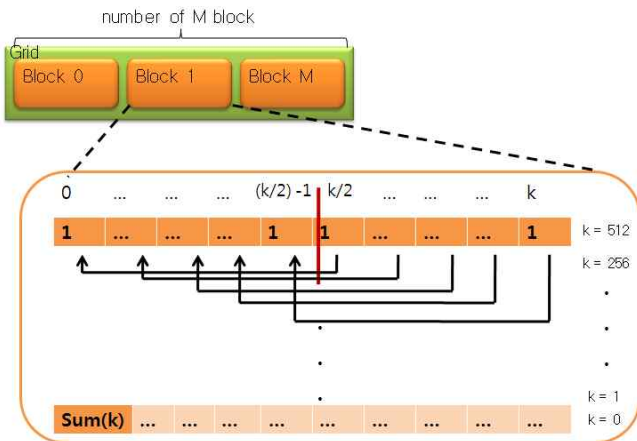 number of M block
Grid
Block 0 Block 1 Block M
0 ... ... ... (k/2) -1 k/2 ... ... ... k
1 ... ... ... 1 1 ... ... ... 1 k = 512
k = 256
.
.
.
.
.
.
k = 1
Sum(k) ... ... ... ... ... ... ... ... ... k = 0